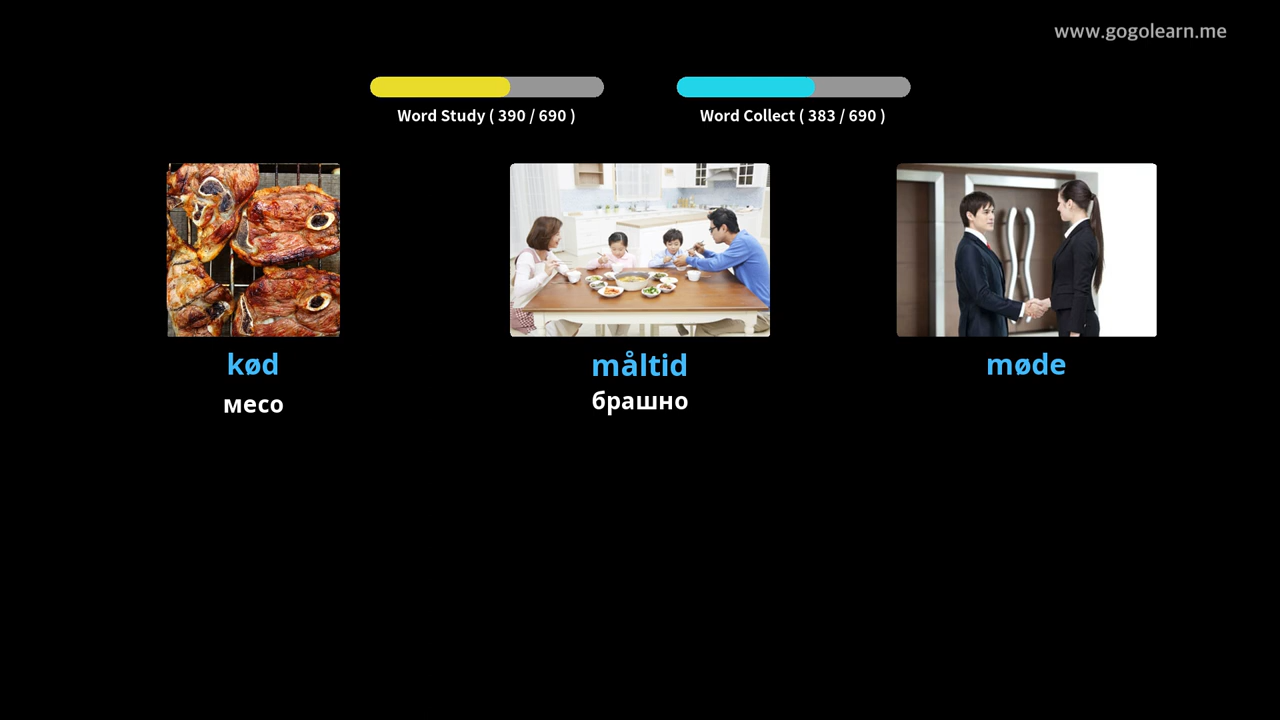 www.gogolearn.me
Word Study ( 390 / 690 )
Word Collect ( 383 / 690 )
kød
месо
måltid
брашно
møde